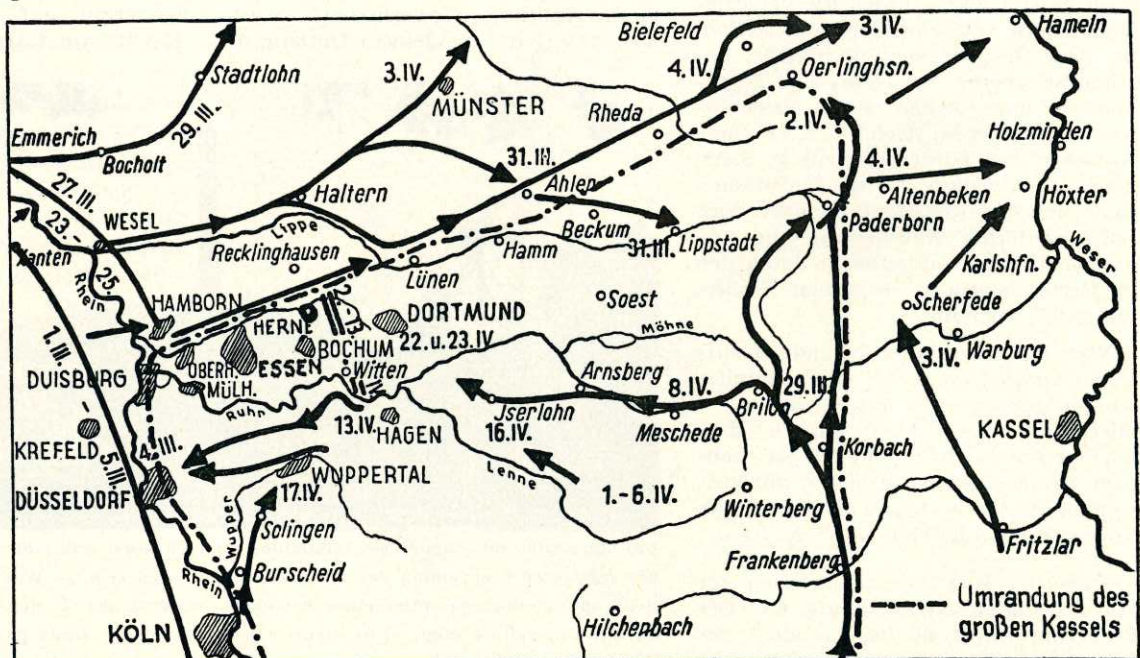 Bielefeld
3.IV.
Hameln
Stadtlohn
3.IV.
4.IV.
Oerlinghsn.
MÜNSTER
29.III.
Rheda
2.IV.
Emmerich
Bocholt
Holzminden
31.III.
4.IV.
27.III.
Haltern
Ahlen
Altenbeken
Höxter
23.-
WESEL
Lippe
Beckum
Paderborn
Xanten
Recklinghausen
Hamm
31.III.
Lippstadt
Weser
25.
Rhein
Lünen
Karlshfn.
HAMBORN
Soest
Scherfede
HERNE
DORTMUND
Möhne
1.III.-
OBERH.
ESSEN
BOCHUM
22.u.23.IV
Warburg
DUISBURG
MÜLH.
Witten
Arnsberg
8.IV.
29.III.
3.IV.
Ruhr
Jserlohn
Brilon
KREFELD
4.III.
13.IV.
HAGEN
16.IV.
Meschede
KASSEL
5.III.
WUPPERTAL
Lenne
Korbach
DÜSSELDORF
17.IV.
1.-6.IV.
Winterberg
Wupper
Solingen
Fritzlar
Rhein
Burscheid
Frankenberg
KÖLN
Hilchenbach
Umrandung des
großen Kessels